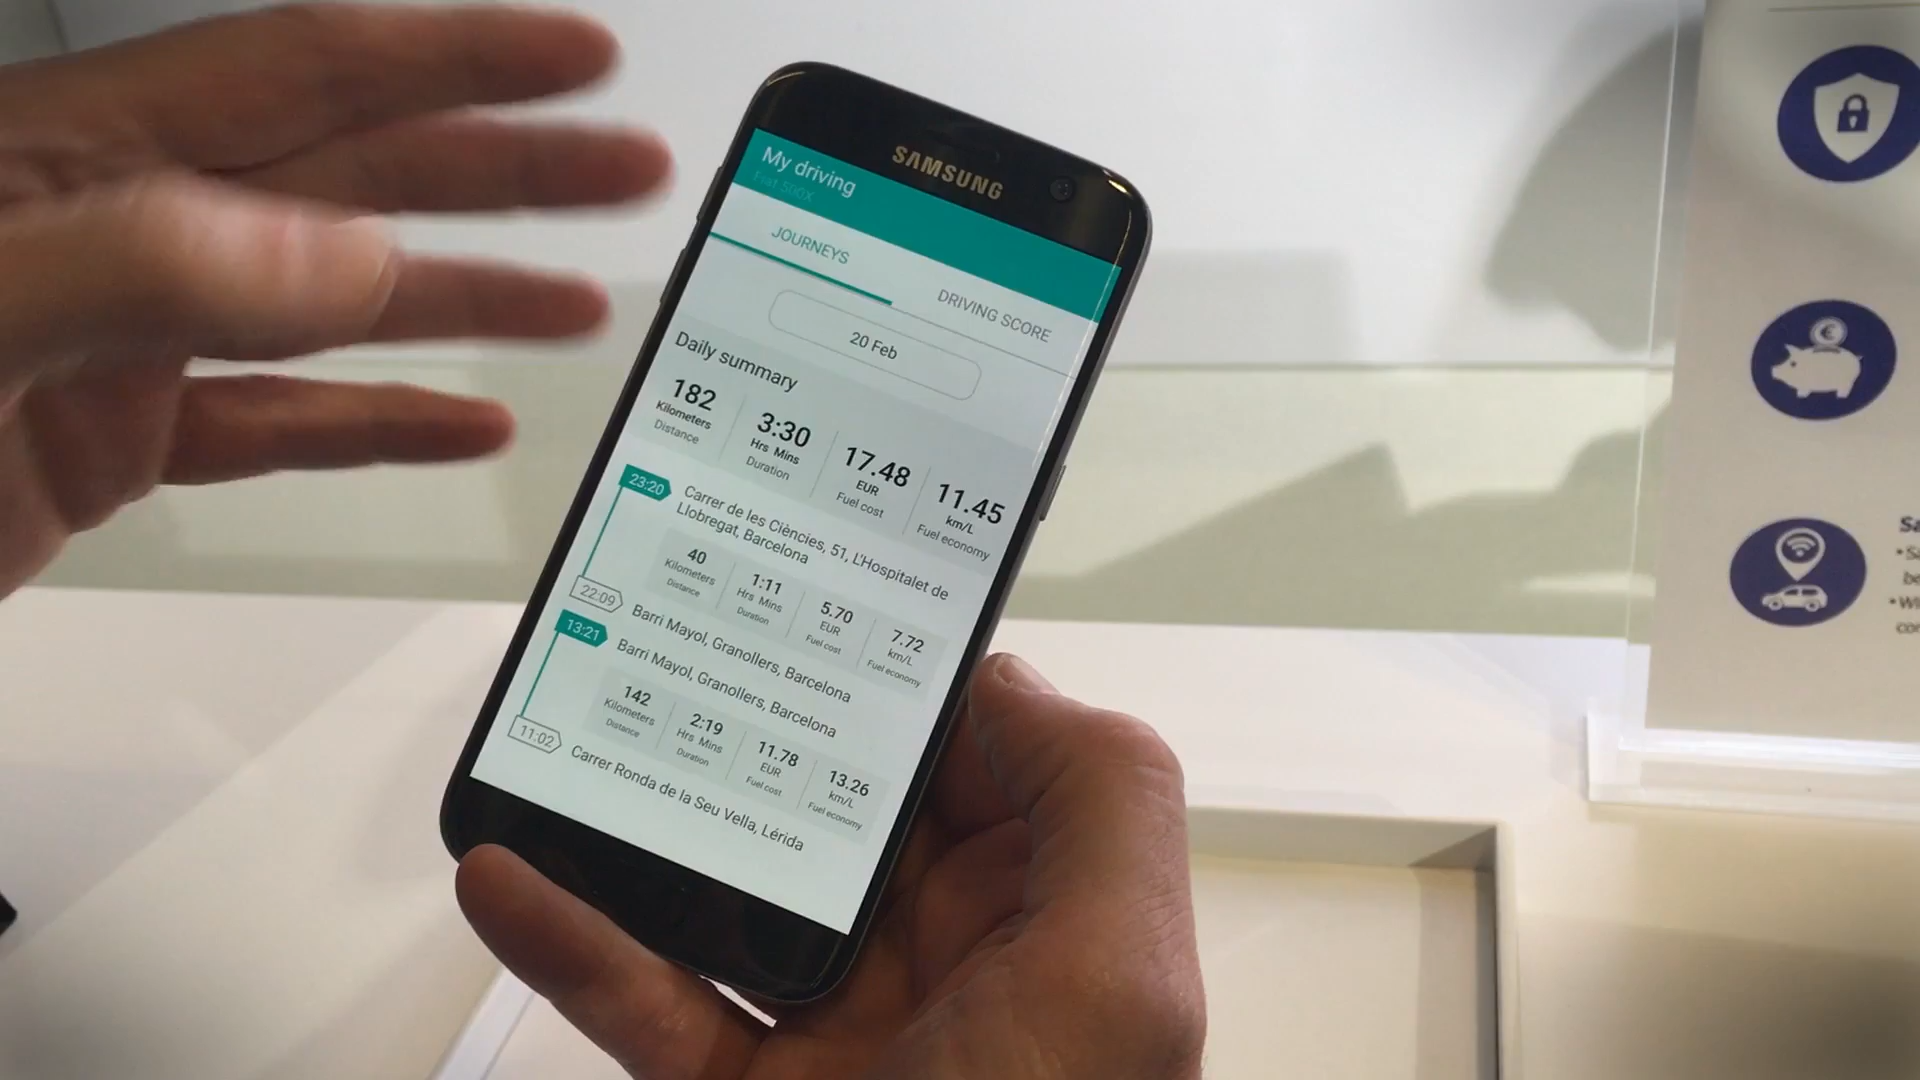 SAMSUNG
My driving
Fiat 500X
JOURNEYS
DRIVING SCORE
20 Feb
Daily summary
182
Kilometers
Distance
3:30
Hrs Mins
Duration
17.48
EUR
Fuel cost
11.45
km/L
Fuel economy
23:20
Carrer de les Ciències, 51, L'Hospitalet de
Llobregat, Barcelona
40
Kilometers
Distance
1:11
Hrs Mins
Duration
5.70
EUR
Fuel cost
7.72
km/L
Fuel economy
22:09
Barri Mayol, Granollers, Barcelona
13:21
Barri Mayol, Granollers, Barcelona
142
Kilometers
Distance
2:19
Hrs Mins
Duration
11.78
EUR
Fuel cost
13.26
km/L
Fuel economy
11:02
Carrer Ronda de la Seu Vella, Lérida
€